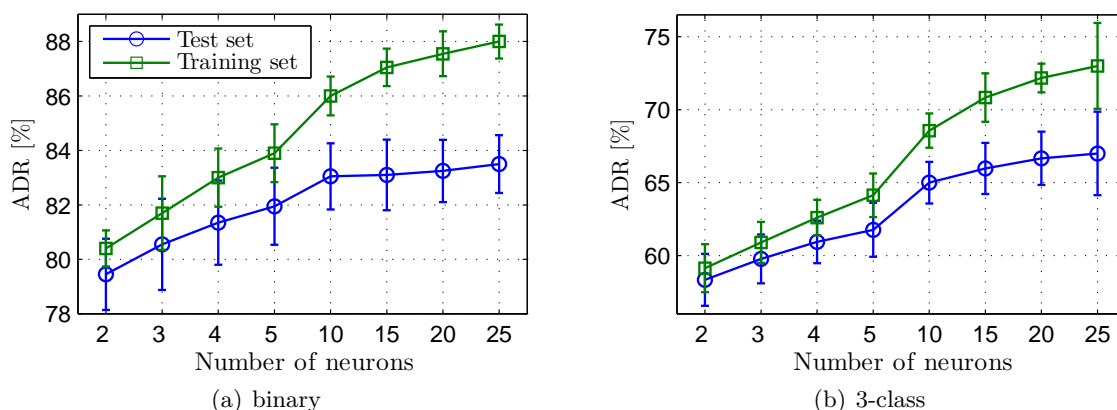 88
86
84
82
80
78
ADR [%]
Test set
Training set
2 3 4 5 10 15 20 25
Number of neurons
(a) binary
75
70
65
60
ADR [%]
2 3 4 5 10 15 20 25
Number of neurons
(b) 3-class